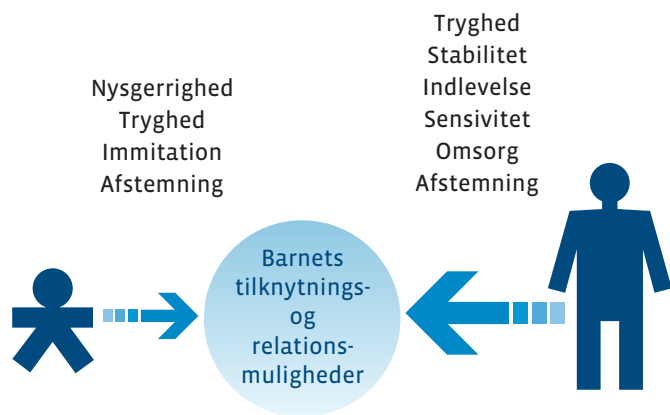 Nysgerrighed
Tryghed
Immitation
Afstemning
Tryghed
Stabilitet
Indlevelse
Sensivitet
Omsorg
Afstemning
Barnets
tilknytnings-
og
relations-
muligheder